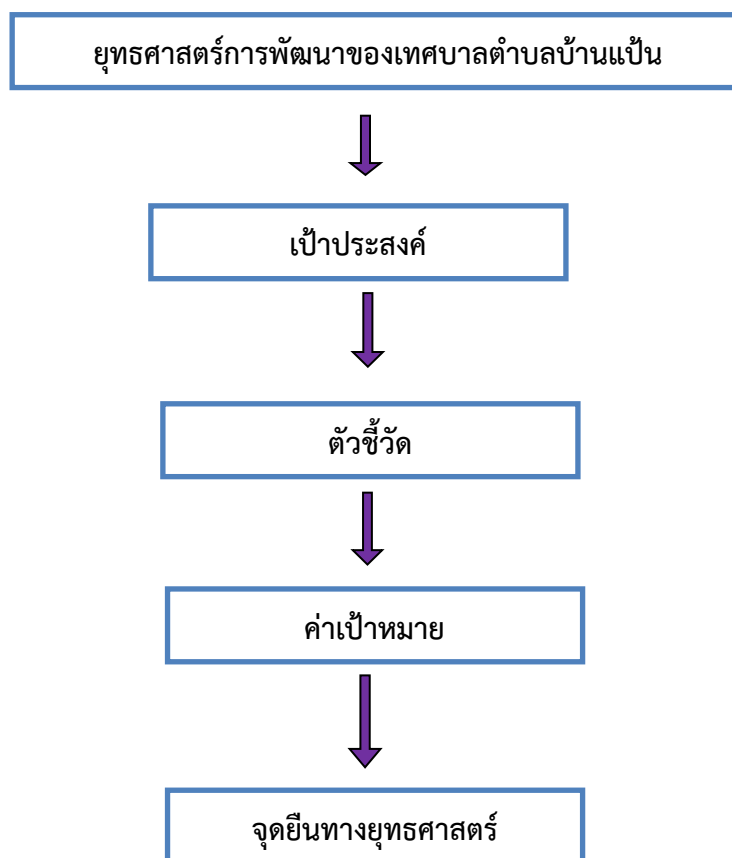 ยุทธศาสตร์การพัฒนาของเทศบาลตำบลบ้านแป้น
เป้าประสงค์
ตัวชี้วัด
ค่าเป้าหมาย
จุดยืนทางยุทธศาสตร์